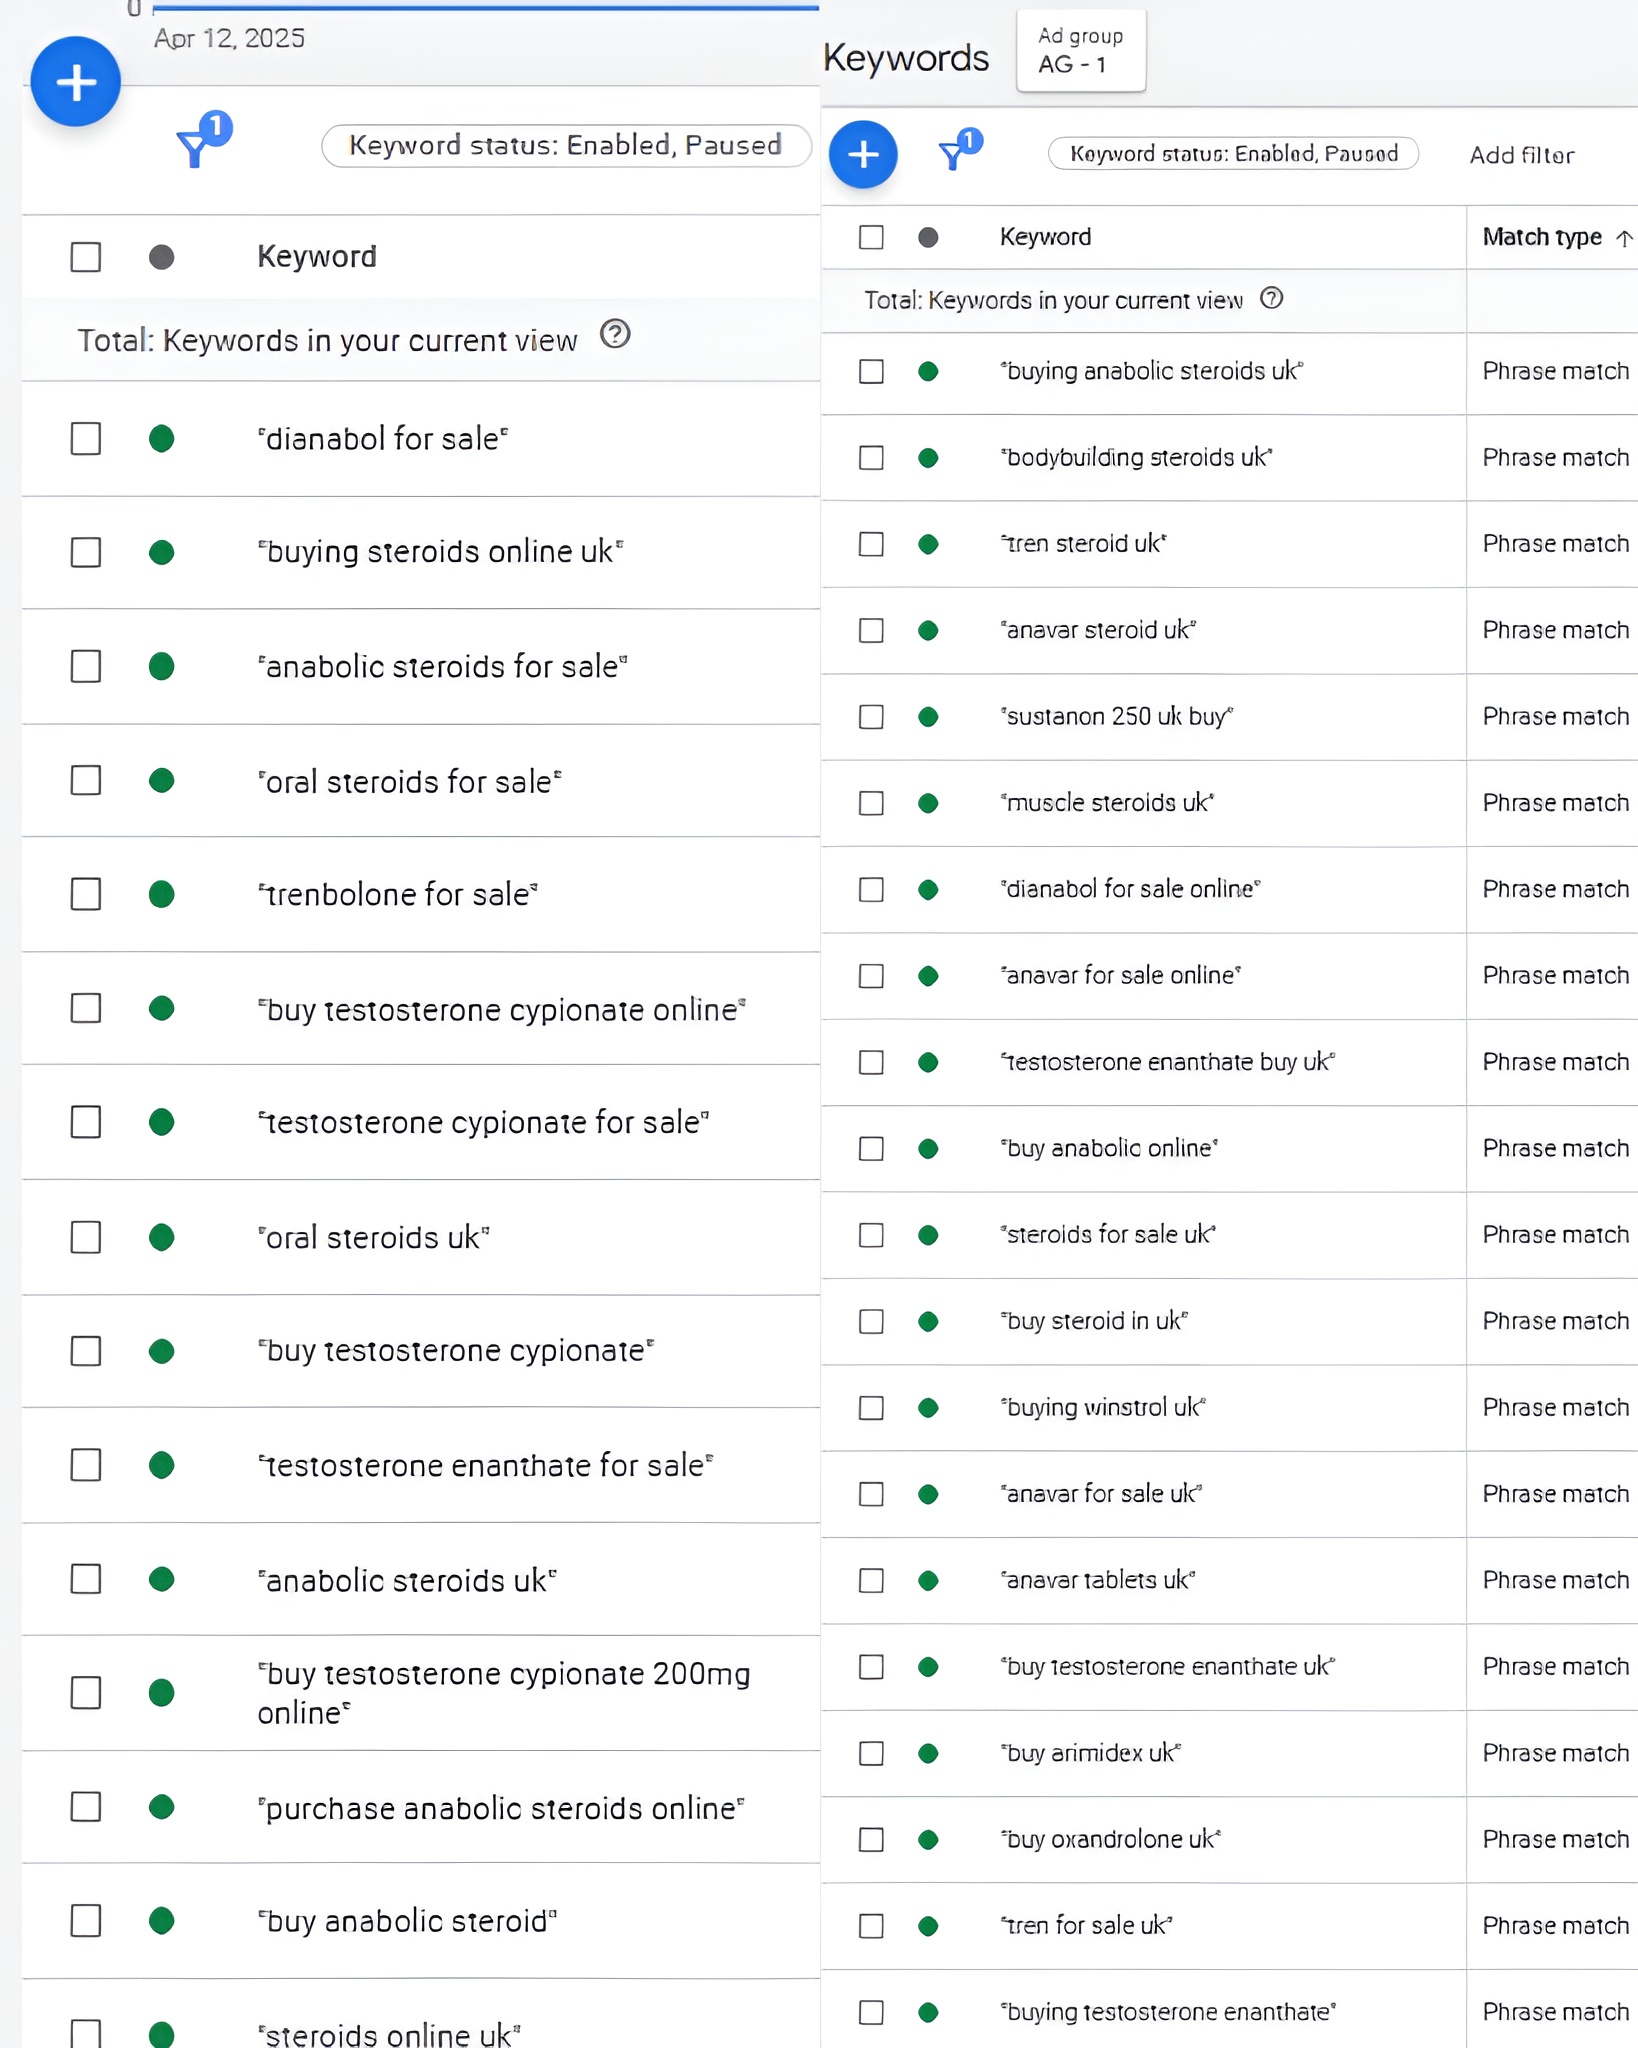 0
Apr 12, 2025
1
Keyword status: Enabled, Paused
Keyword
Total: Keywords in your current view
"dianabol for sale"
"buying steroids online uk"
"anabolic steroids for sale"
"oral steroids for sale"
"trenbolone for sale"
"buy testosterone cypionate online"
"testosterone cypionate for sale"
"oral steroids uk"
"buy testosterone cypionate"
"testosterone enanthate for sale"
"anabolic steroids uk"
"buy testosterone cypionate 200mg
online"
"purchase anabolic steroids online"
"buy anabolic steroid"
"steroids online uk"
Keywords
Ad group
AG - 1
1
Keyword status: Enabled, Paused
Add filter
Keyword
Match type ↑
Total: Keywords in your current view
"buying anabolic steroids uk" Phrase match
"bodybuilding steroids uk" Phrase match
"tren steroid uk" Phrase match
"anavar steroid uk" Phrase match
"sustanon 250 uk buy" Phrase match
"muscle steroids uk" Phrase match
"dianabol for sale online" Phrase match
"anavar for sale online" Phrase match
"testosterone enanthate buy uk" Phrase match
"buy anabolic online" Phrase match
"steroids for sale uk" Phrase match
"buy steroid in uk" Phrase match
"buying winstrol uk" Phrase match
"anavar for sale uk" Phrase match
"anavar tablets uk" Phrase match
"buy testosterone enanthate uk" Phrase match
"buy arimidex uk" Phrase match
"buy oxandrolone uk" Phrase match
"tren for sale uk" Phrase match
"buying testosterone enanthate" Phrase match